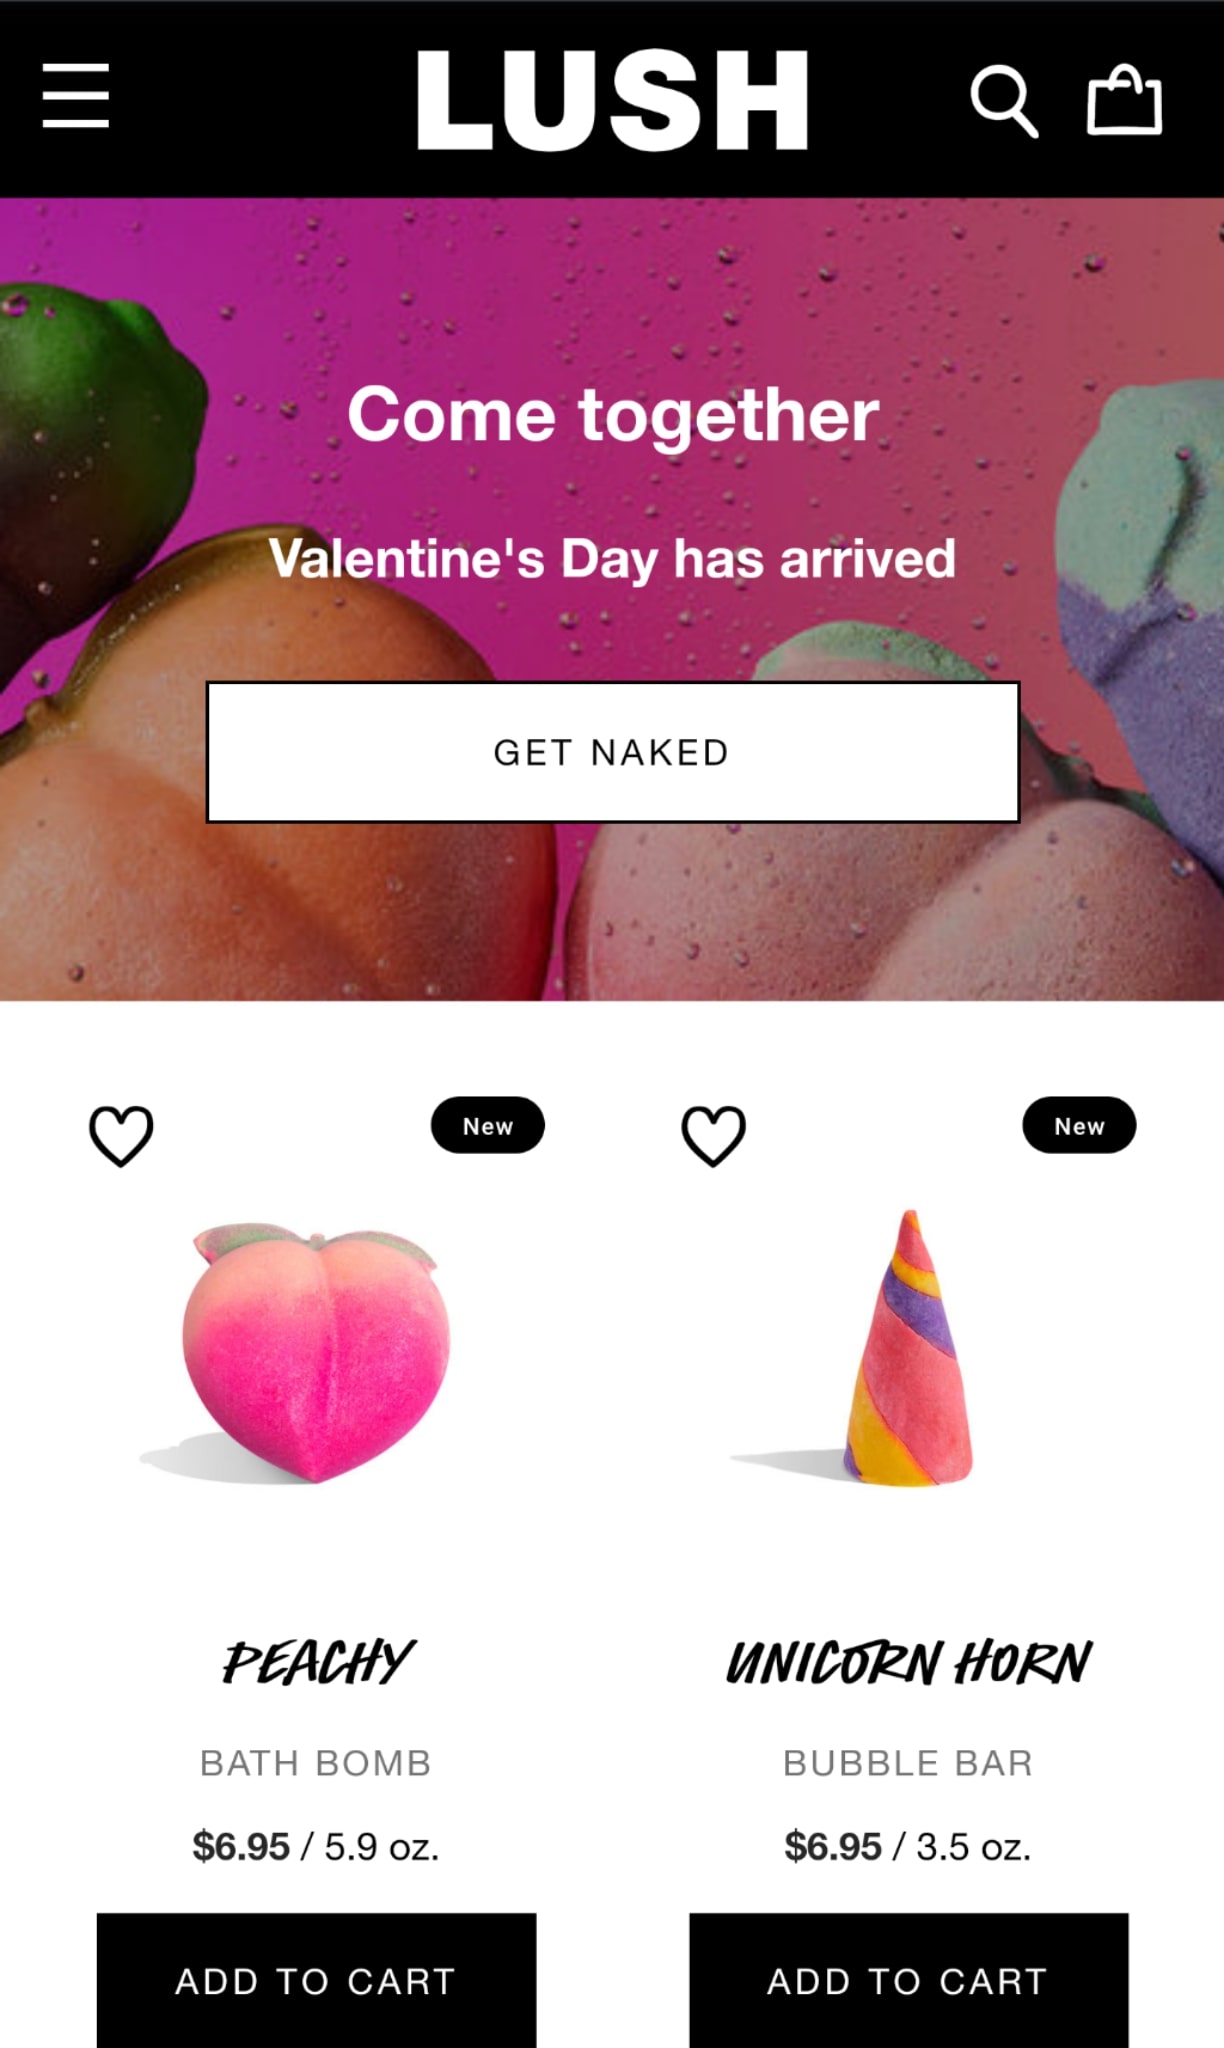 LUSH
Come together
Valentine's Day has arrived
GET NAKED
New
New
PEACHY
UNICORN HORN
BATH BOMB
BUBBLE BAR
$6.95 / 5.9 oz.
$6.95 / 3.5 oz.
ADD TO CART
ADD TO CART